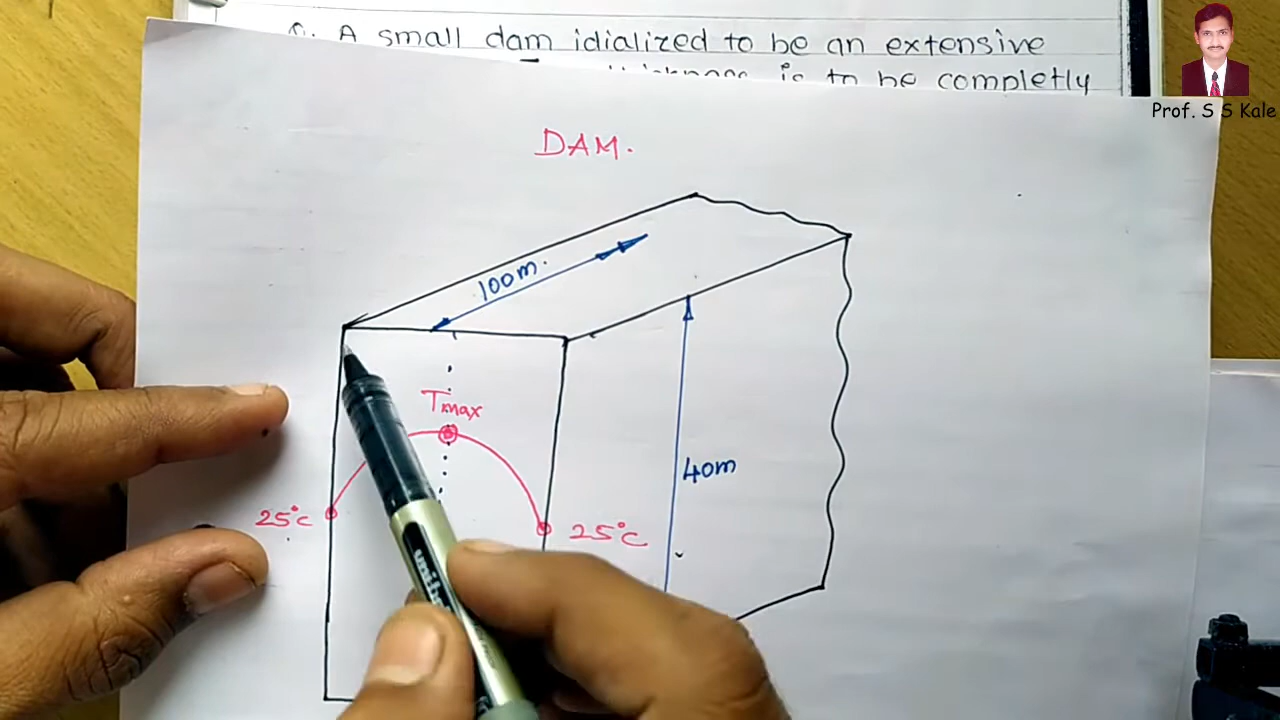 A small dam idialized to be an extensive
is to be completly
Prof. S S Kale
DAM.
100m.
Tmax
40m
25°c
25°c